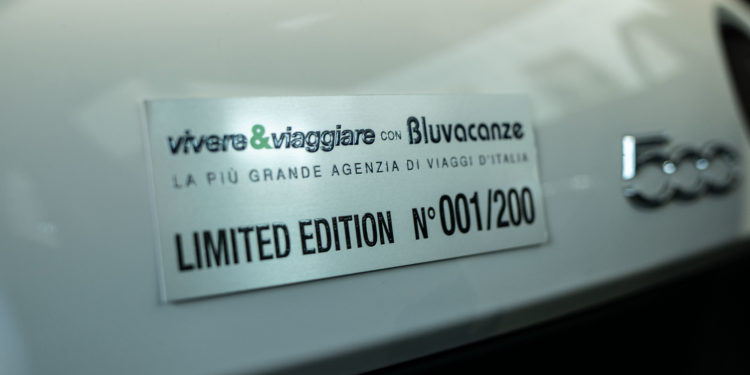 vivere&viaggiare CON Bluvacanze
LA PIÙ GRANDE AGENZIA DI VIAGGI D'ITALIA
LIMITED EDITION N° 001/200
500